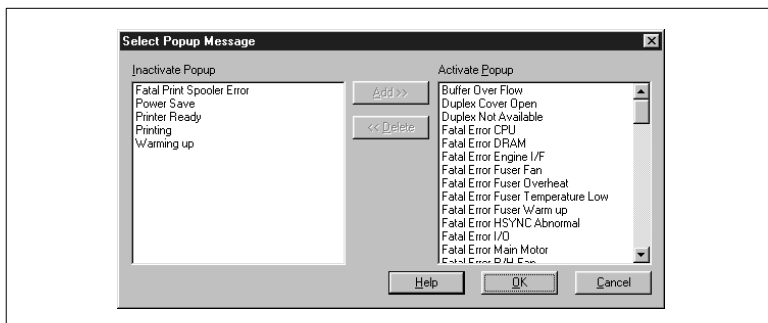 Select Popup Message
Inactivate Popup
Fatal Print Spooler Error
Power Save
Printer Ready
Printing
Warming up
Add >>
<< Delete
Activate Popup
Buffer Over Flow
Duplex Cover Open
Duplex Not Available
Fatal Error CPU
Fatal Error DRAM
Fatal Error Engine I/F
Fatal Error Fuser Fan
Fatal Error Fuser Overheat
Fatal Error Fuser Temperature Low
Fatal Error Fuser Warm up
Fatal Error HSYNC Abnormal
Fatal Error I/O
Fatal Error Main Motor
Fatal Error P/H Fan
Help
OK
Cancel